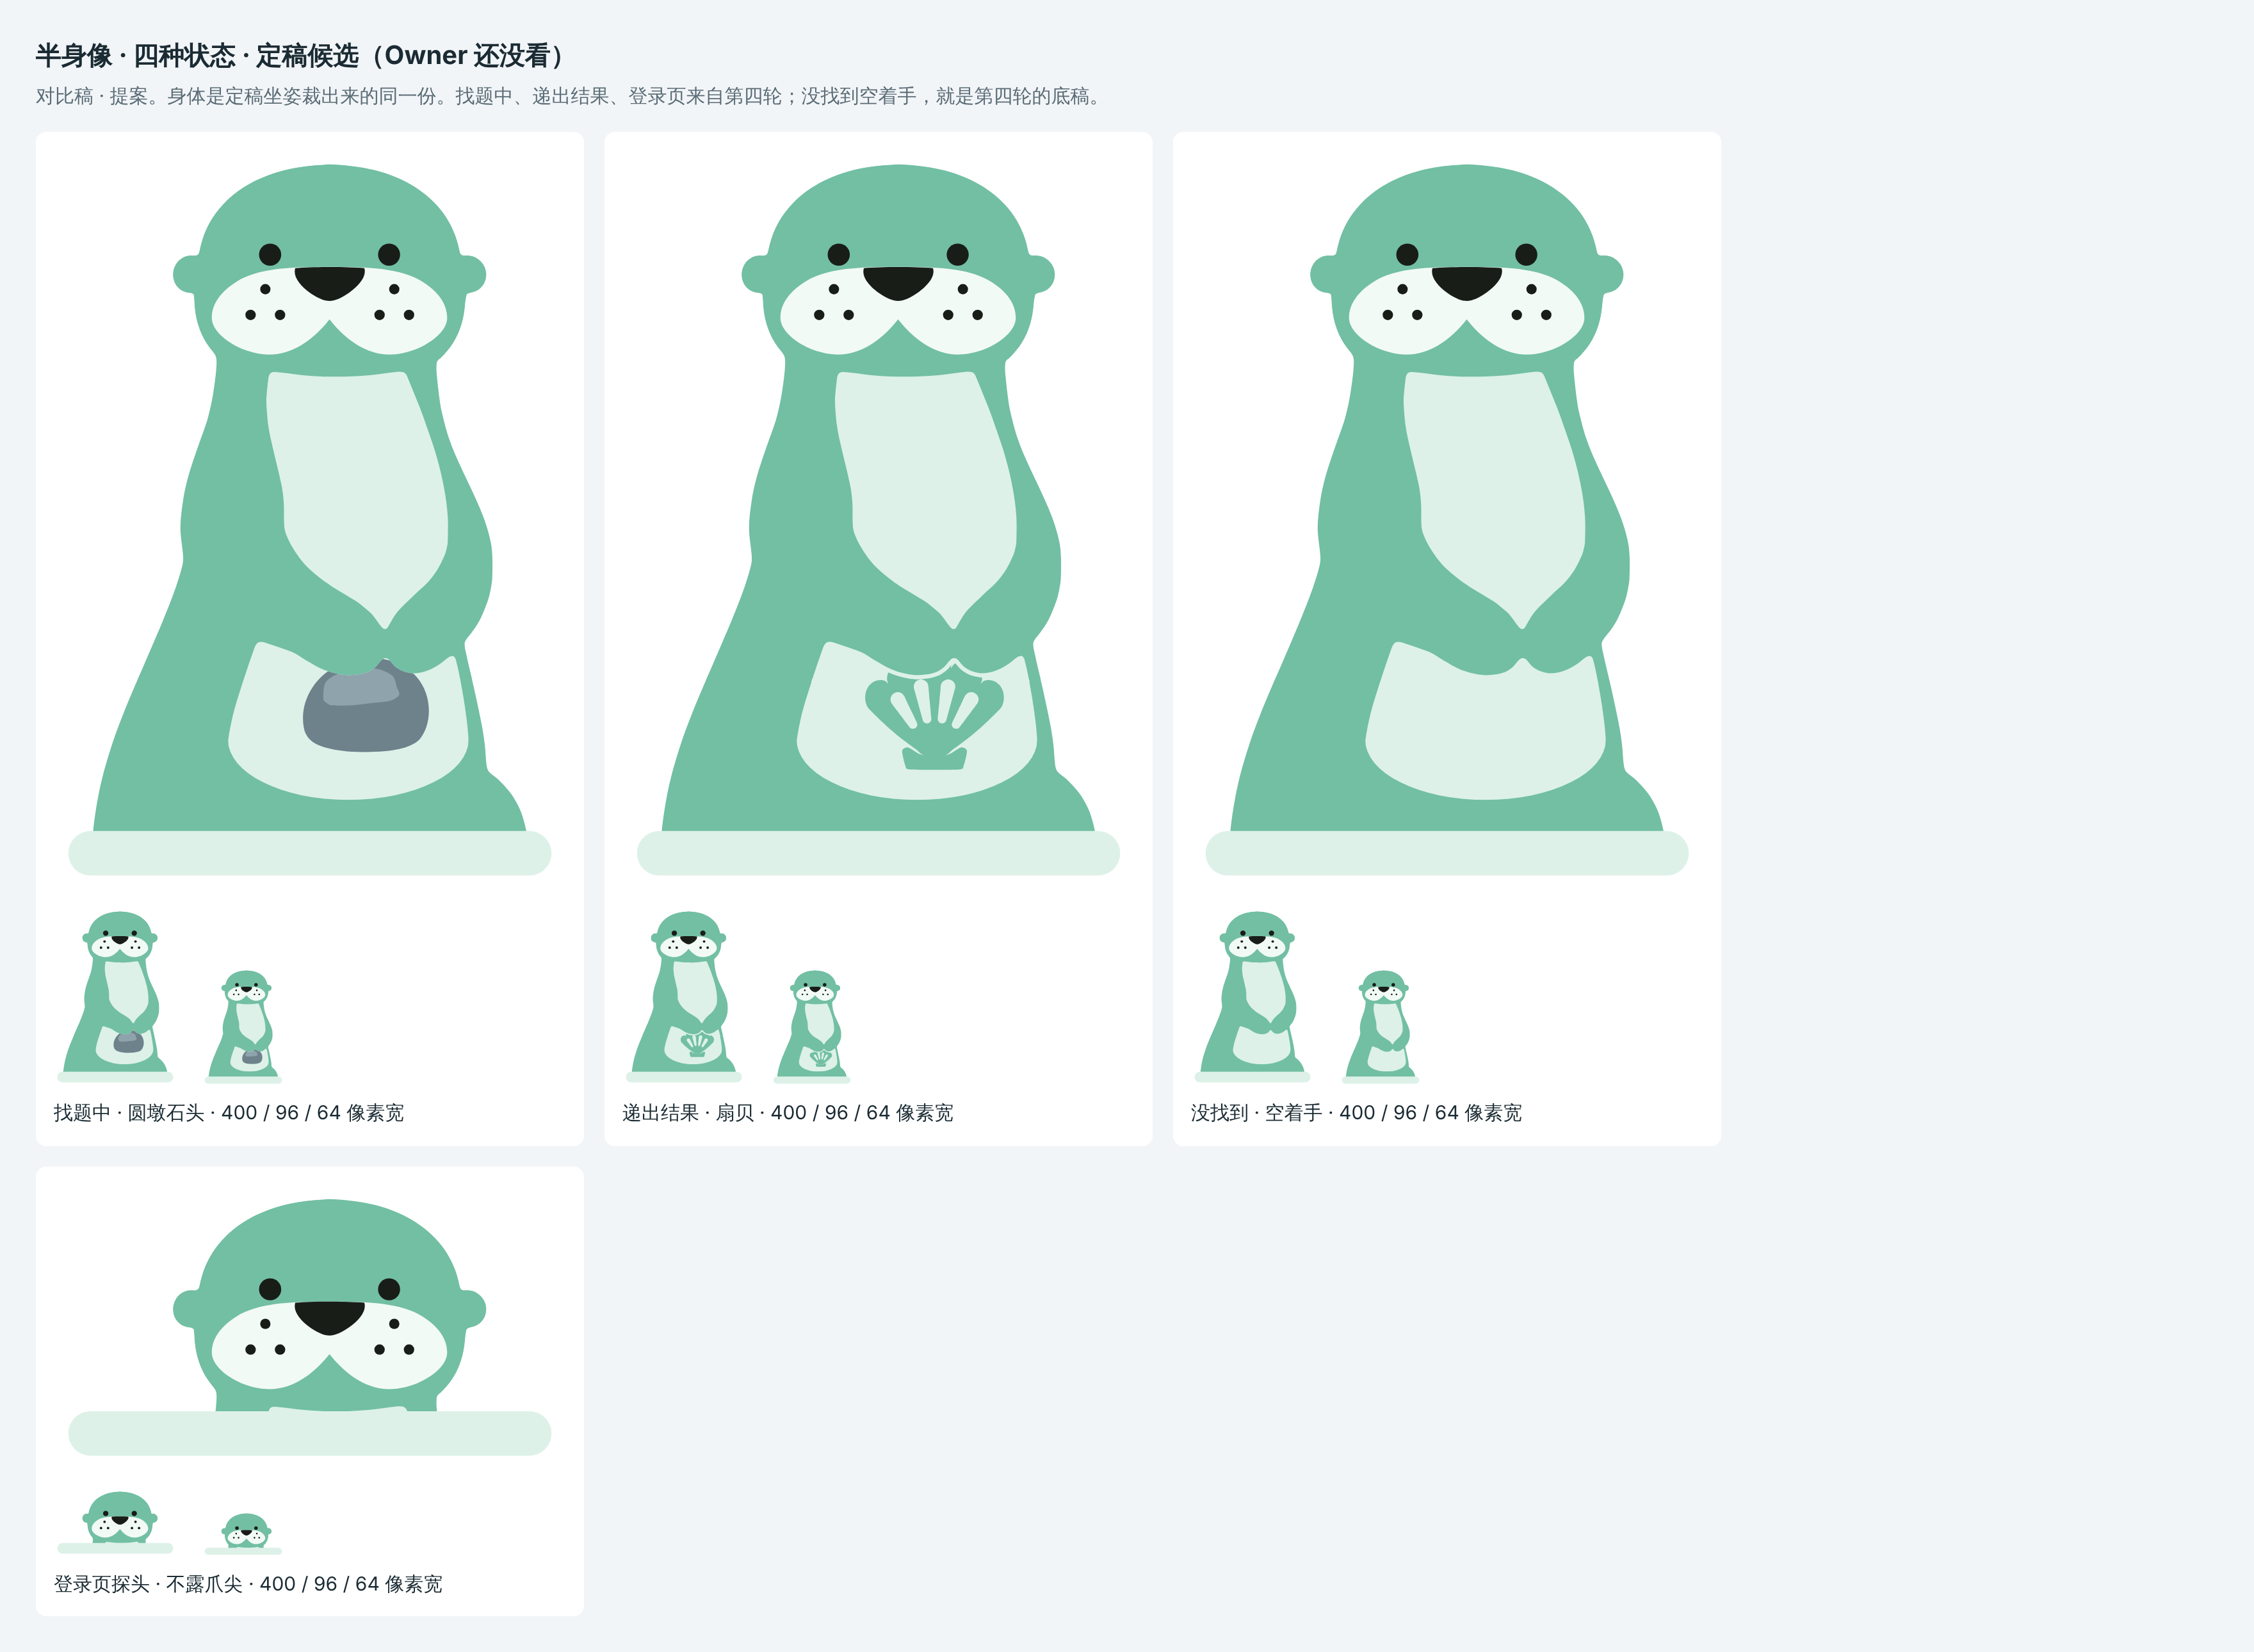 半身像 · 四种状态 · 定稿候选（Owner 还没看）
对比稿 · 提案。身体是定稿坐姿裁出来的同一份。找题中、递出结果、登录页来自第四轮；没找到空着手，就是第四轮的底稿。
找题中 · 圆墩石头 · 400 / 96 / 64 像素宽
递出结果 · 扇贝 · 400 / 96 / 64 像素宽
没找到 · 空着手 · 400 / 96 / 64 像素宽
登录页探头 · 不露爪尖 · 400 / 96 / 64 像素宽